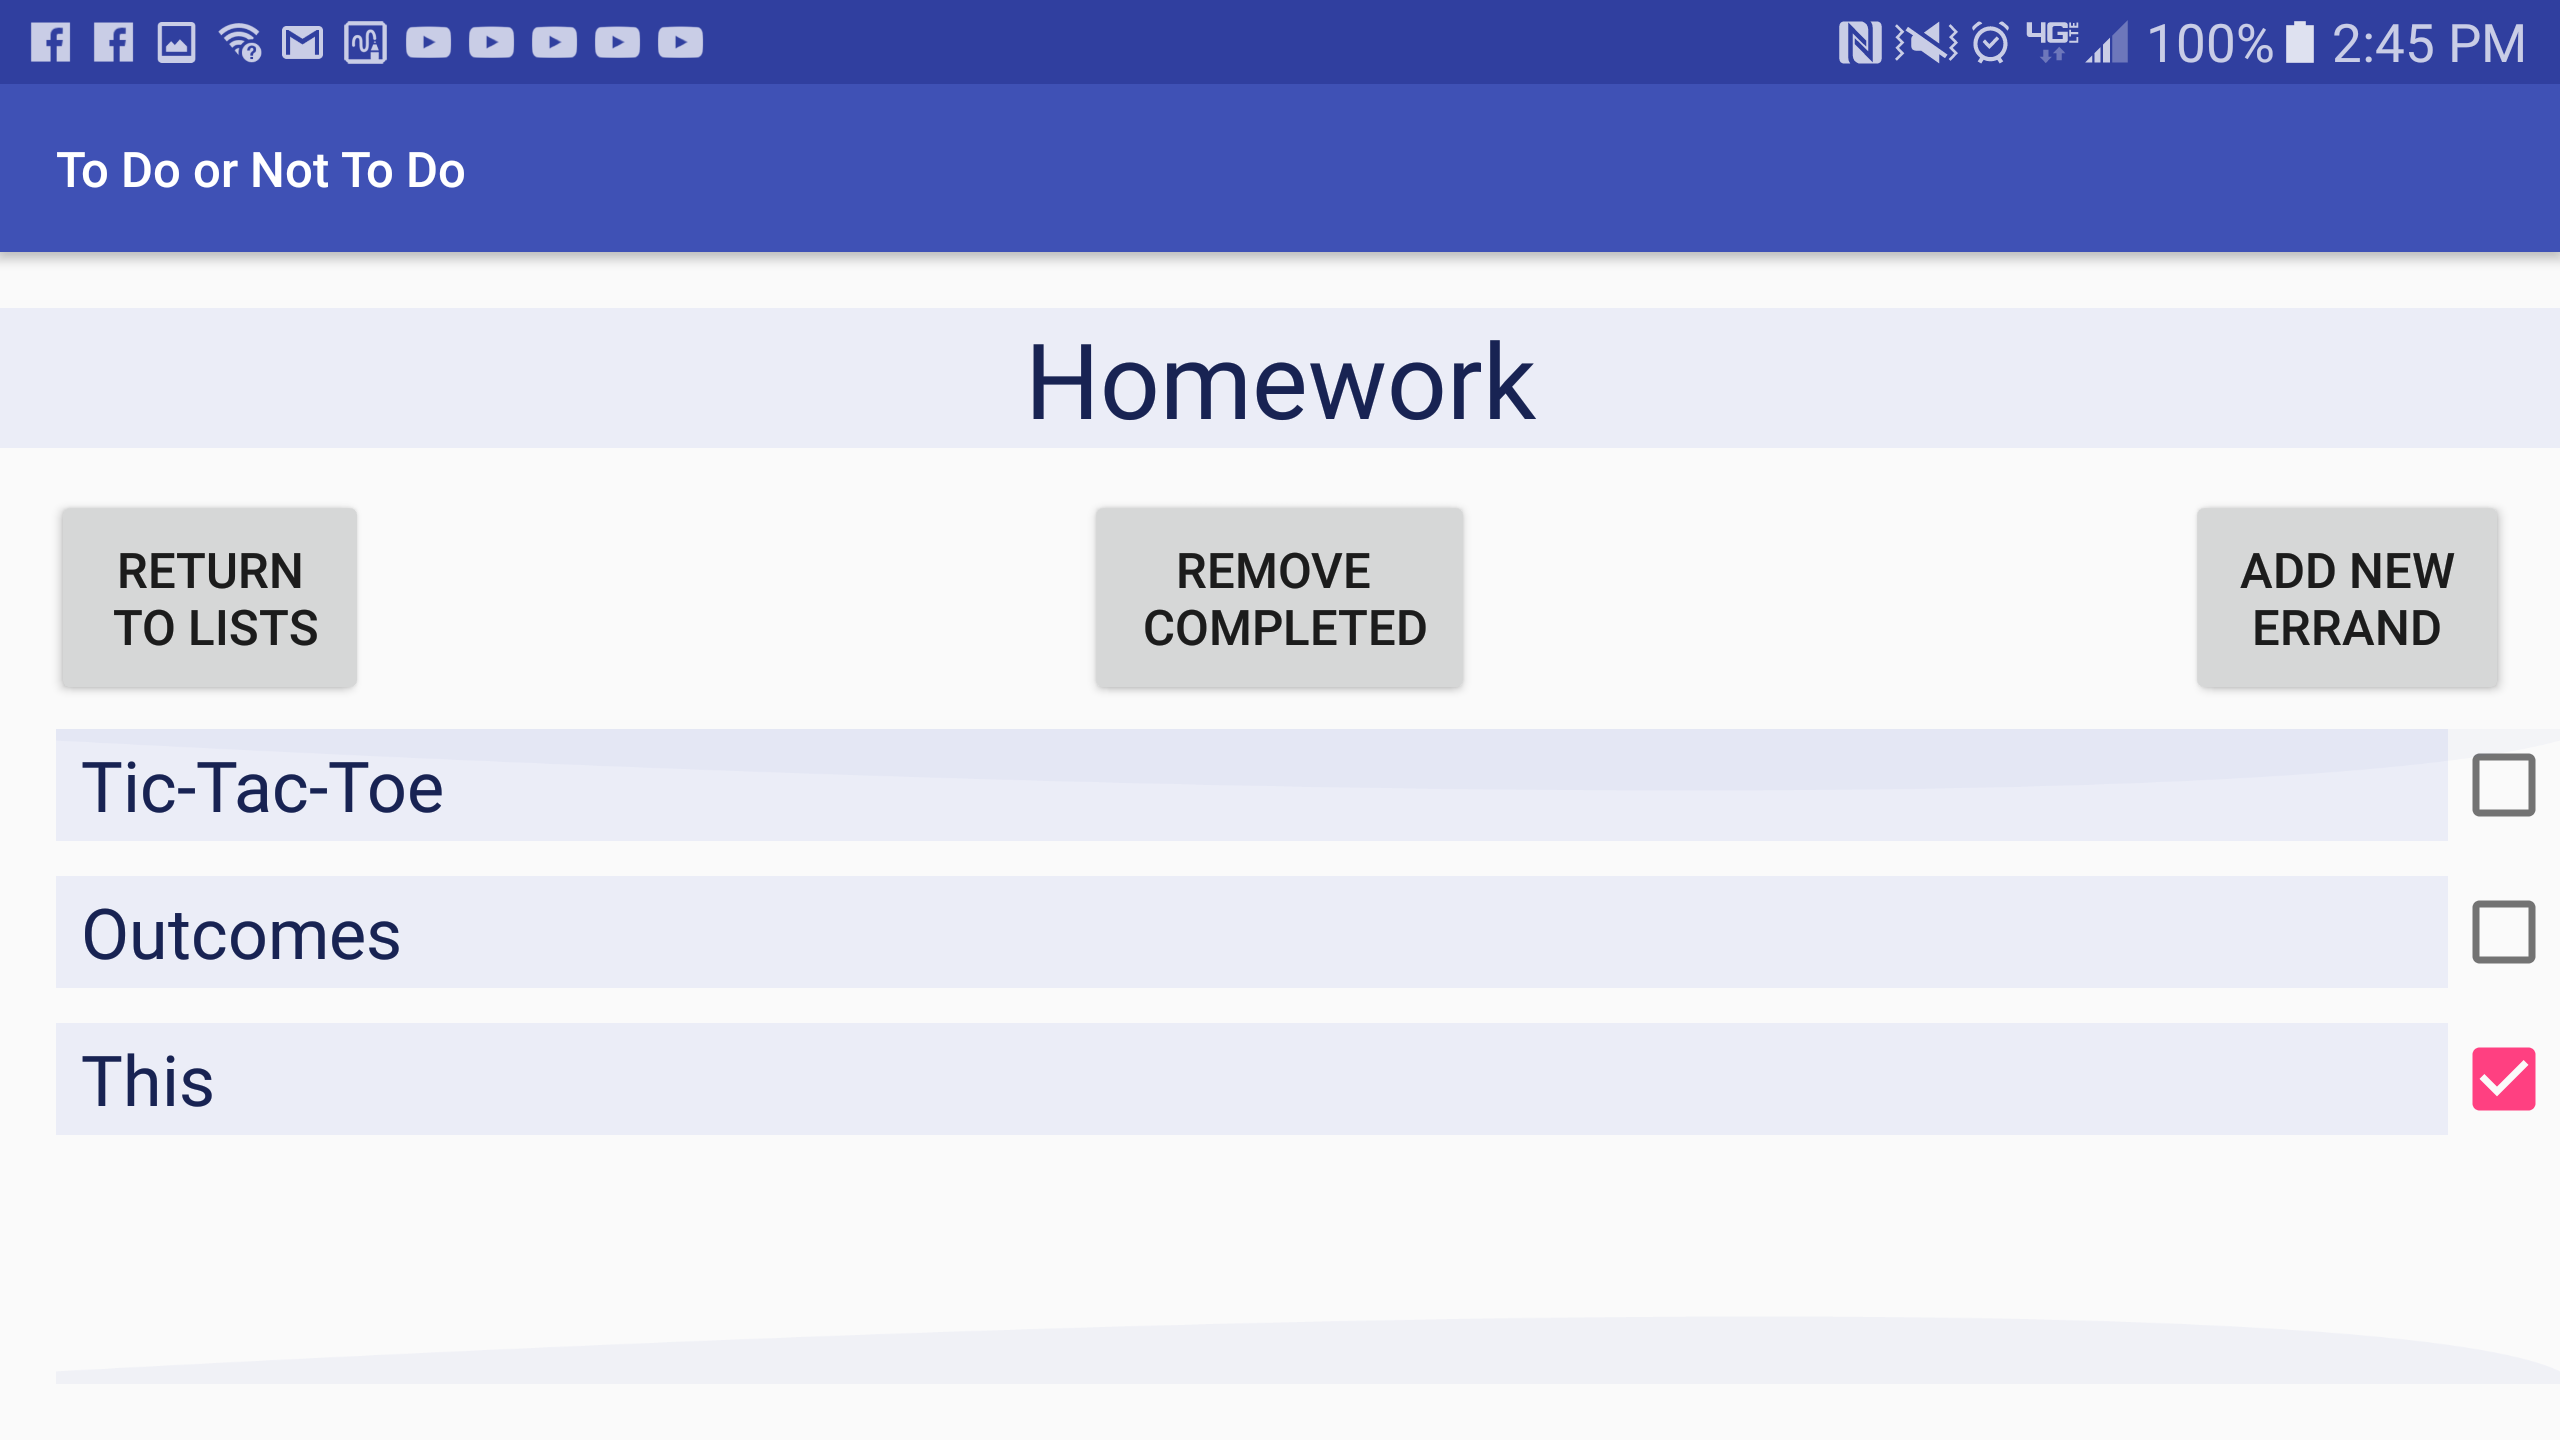 4G LTE 100% 2:45 PM
To Do or Not To Do
Homework
RETURN
TO LISTS
REMOVE
COMPLETED
ADD NEW
ERRAND
Tic-Tac-Toe
Outcomes
This